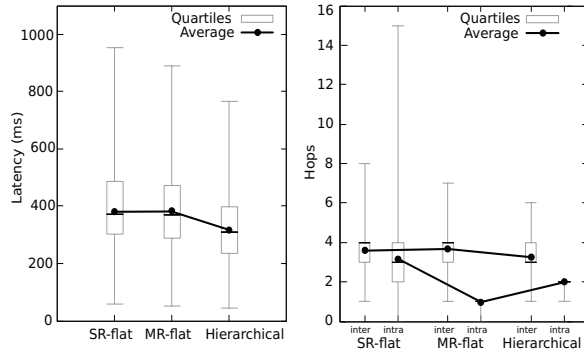 1000
800
600
400
200
0
Latency (ms)
Quartiles
Average
SR-flat MR-flat Hierarchical
16
14
12
10
8
6
4
2
0
Hops
Quartiles
Average
inter intra inter intra inter intra
SR-flat MR-flat Hierarchical